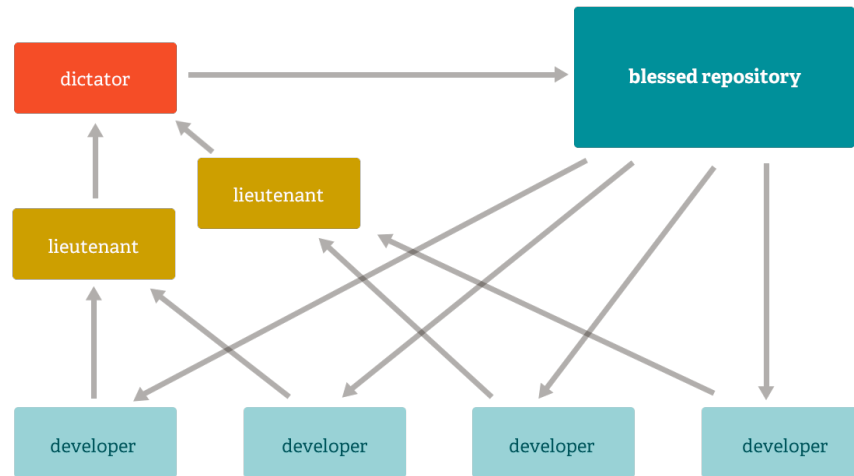 dictator
blessed repository
lieutenant
lieutenant
developer
developer
developer
developer